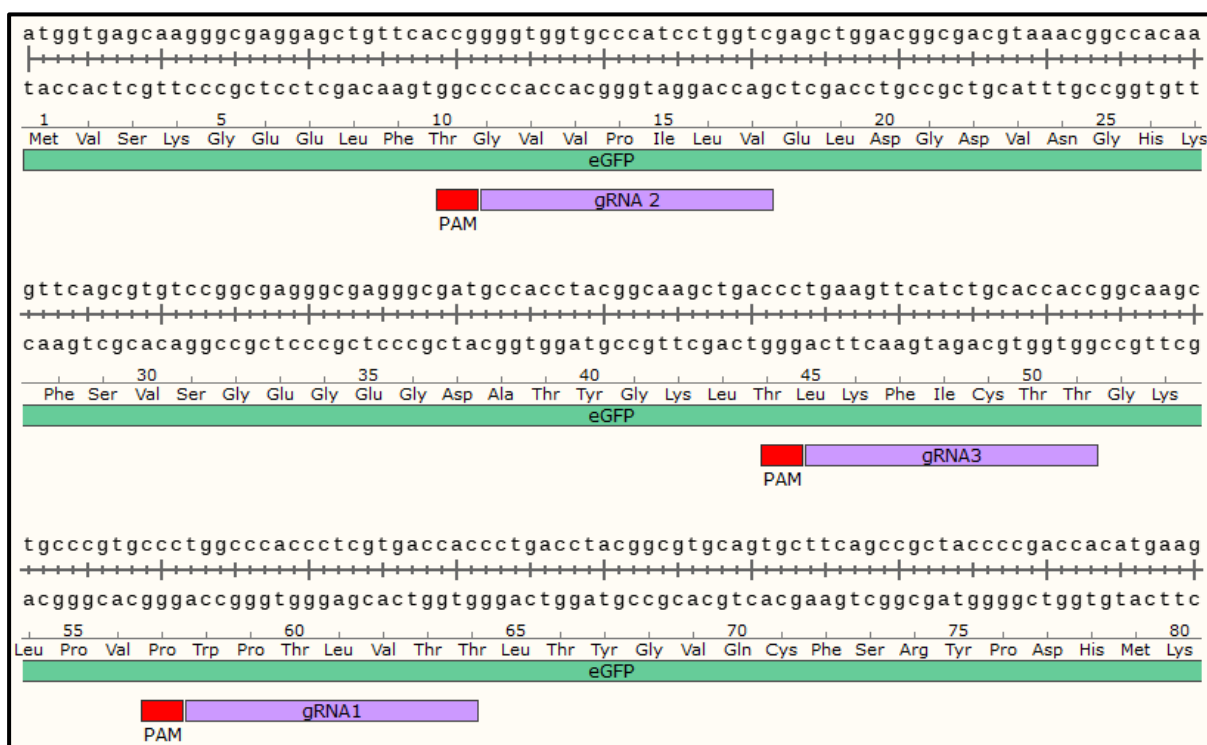 atggtgagcaagggcgaggagctgttcaccggggtggtgcccatcctggtcgagctggacggcgacgtaaacggccacaa
taccactcgttcccgctcctcgacaagtggccccaccacgggtaggaccagctcgacctgccgctgcatttgccggtgtt
1 5 10 15 20 25
Met Val Ser Lys Gly Glu Glu Leu Phe Thr Gly Val Val Pro Ile Leu Val Glu Leu Asp Gly Asp Val Asn Gly His Lys
eGFP
gRNA 2
PAM
gttcagcgtgtccggcgagggcgagggcgatgccacctacggcaagctgaccctgaagttcatctgcaccaccggcaagc
caagtcgcacaggccgctcccgctcccgctacggtggatgccgttcgactgggacttcaagtagacgtggtggccgttcg
30 35 40 45 50
Phe Ser Val Ser Gly Glu Gly Glu Gly Asp Ala Thr Tyr Gly Lys Leu Thr Leu Lys Phe Ile Cys Thr Thr Gly Lys
eGFP
gRNA3
PAM
tgcccgtgccctggcccaccctcgtgaccaccctgacctacggcgtgcagtgcttcagccgctaccccgaccacatgaag
acgggcacgggaccgggtgggagcactggtgggactggatgccgcacgtcacgaagtcggcgatggggctggtgtacttc
55 60 65 70 75 80
Leu Pro Val Pro Trp Pro Thr Leu Val Thr Thr Leu Thr Tyr Gly Val Gln Cys Phe Ser Arg Tyr Pro Asp His Met Lys
eGFP
gRNA1
PAM